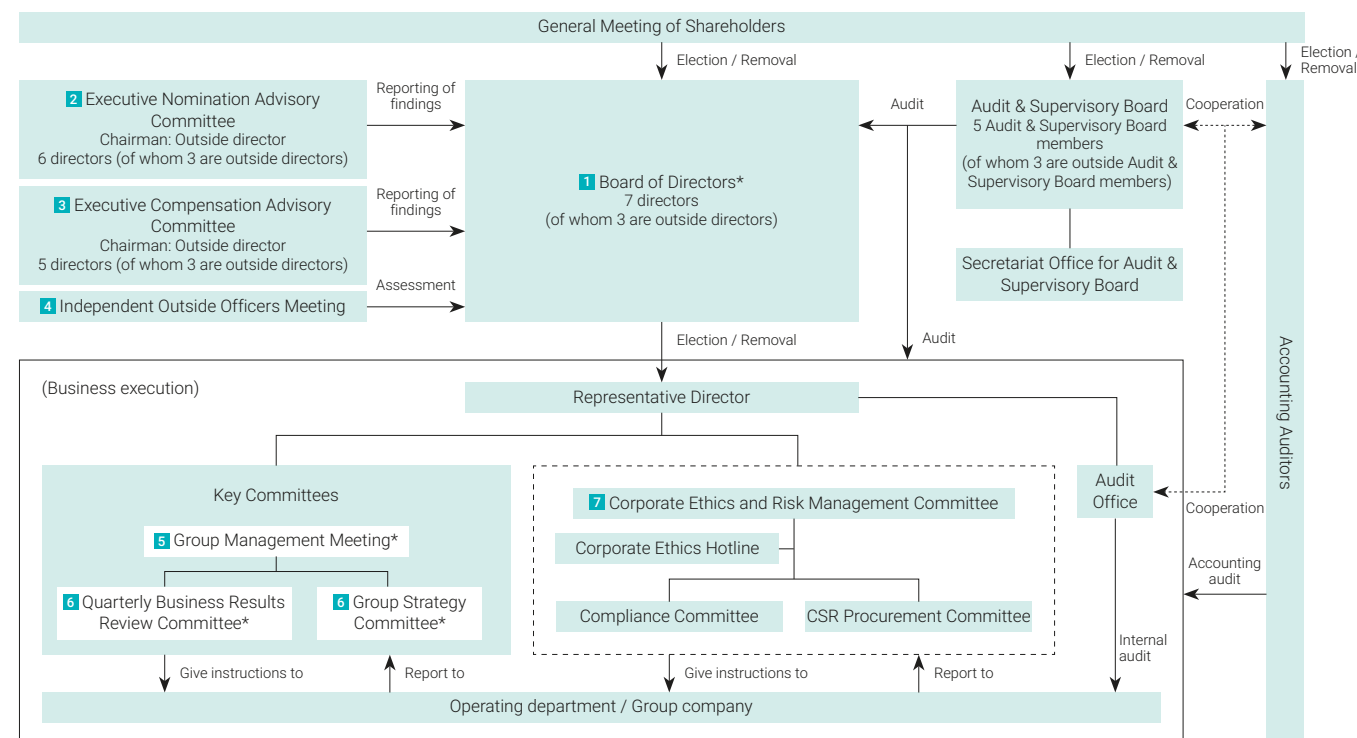 General Meeting of Shareholders
Election / Removal
Election / Removal
Election /
Removal
2 Executive Nomination Advisory
Committee
Chairman: Outside director
6 directors (of whom 3 are outside directors)
Reporting of
findings
3 Executive Compensation Advisory
Committee
Chairman: Outside director
5 directors (of whom 3 are outside directors)
Reporting of
findings
4 Independent Outside Officers Meeting
Assessment
1 Board of Directors*
7 directors
(of whom 3 are outside directors)
Audit
Audit & Supervisory Board
5 Audit & Supervisory Board
members
(of whom 3 are outside Audit &
Supervisory Board members)
Cooperation
Secretariat Office for Audit &
Supervisory Board
Accounting Auditors
Election / Removal
Audit
(Business execution)
Representative Director
Key Committees
5 Group Management Meeting*
6 Quarterly Business Results
Review Committee*
6 Group Strategy
Committee*
7 Corporate Ethics and Risk Management Committee
Corporate Ethics Hotline
Compliance Committee
CSR Procurement Committee
Audit
Office
Cooperation
Accounting
audit
Internal
audit
Give instructions to
Report to
Give instructions to
Report to
Operating department / Group company